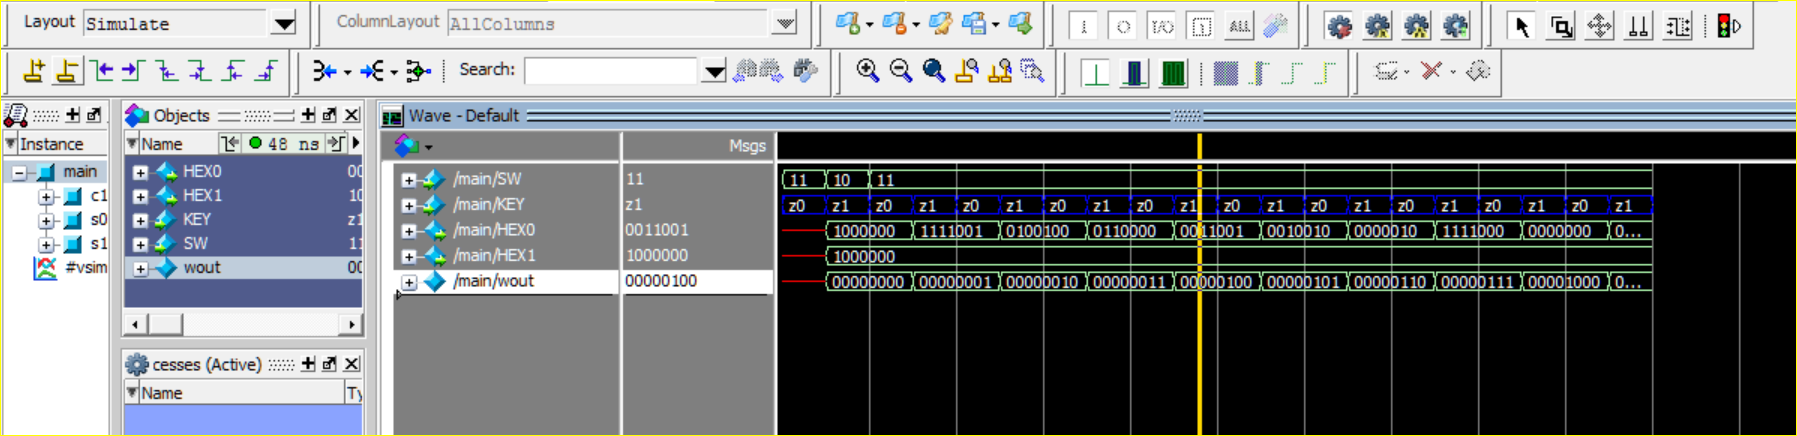 Layout Simulate ColumnLayout AllColumns
Search:
Instance
main
c1
s0
s1
#vsim
Objects
Name 48 ns
HEX0 00
HEX1 10
KEY z1
SW 11
wout 00
cesses (Active)
Name Ty
Wave - Default
Msgs
/main/SW 11 11 10 11
/main/KEY z1 z0 z1 z0 z1 z0 z1 z0 z1 z0 z1 z0 z1 z0 z1 z0 z1 z0 z1 z0 z1
/main/HEX0 0011001 1000000 1111001 0100100 0110000 0011001 0010010 0000010 1111000 0000000 0...
/main/HEX1 1000000 1000000
/main/wout 00000100 00000000 00000001 00000010 00000011 00000100 00000101 00000110 00000111 00001000 0...